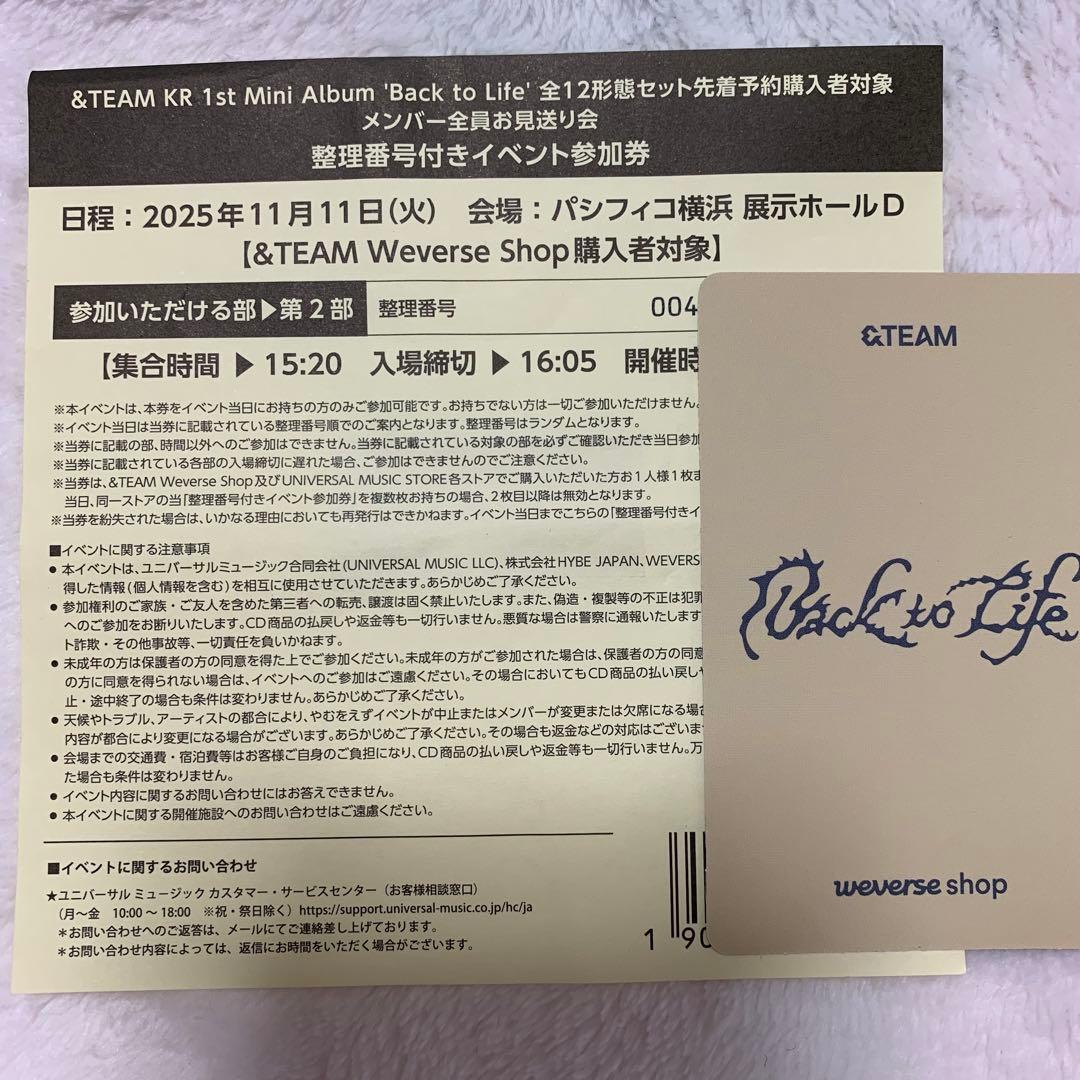 &TEAM KR 1st Mini Album 'Back to Life' 全12形態セット先着予約購入者対象
メンバー全員お見送り会
整理番号付きイベント参加券
日程：2025年11月11日(火) 会場：パシフィコ横浜 展示ホールD
【&TEAM Weverse Shop購入者対象】
参加いただける部▶第2部 整理番号 004
【集合時間 ▶ 15:20 入場締切 ▶ 16:05 開催時
※本イベントは、本券をイベント当日にお持ちの方のみご参加可能です。お持ちでない方は一切ご参加いただけません。
※イベント当日は当券に記載されている整理番号順でのご案内となります。整理番号はランダムとなります。
※当券に記載の部、時間以外へのご参加はできません。当券に記載されている対象の部を必ずご確認いただき当日参加
※当券に記載されている各部の入場締切に遅れた場合、ご参加はできませんのでご注意ください。
※当券は、&TEAM Weverse Shop及びUNIVERSAL MUSIC STORE各ストアでご購入いただいた方お1人様1枚ま
当日、同一ストアの当「整理番号付きイベント参加券」を複数枚お持ちの場合、2枚目以降は無効となります。
※当券を紛失された場合は、いかなる理由においても再発行はできかねます。イベント当日までこちらの「整理番号付きイ
■イベントに関する注意事項
● 本イベントは、ユニバーサルミュージック合同会社(UNIVERSAL MUSIC LLC)、株式会社HYBE JAPAN、WEVERS
得した情報(個人情報を含む)を相互に使用させていただきます。あらかじめご了承ください。
● 参加権利のご家族・ご友人を含めた第三者への転売、譲渡は固く禁止いたします。また、偽造・複製等の不正は犯罪
へのご参加をお断りいたします。CD商品の払戻しや返金等も一切行いません。悪質な場合は警察に通報いたします
ト詐欺・その他事故等、一切責任を負いかねます。
● 未成年の方は保護者の方の同意を得た上でご参加ください。未成年の方がご参加された場合は、保護者の方の同意
の方に同意を得られない場合は、イベントへのご参加はご遠慮ください。その場合においてもCD商品の払い戻しや
止・途中終了の場合も条件は変わりません。あらかじめご了承ください。
● 天候やトラブル、アーティストの都合により、やむをえずイベントが中止またはメンバーが変更または欠席になる場合
内容が都合により変更になる場合がございます。あらかじめご了承ください。その場合も返金などの対応はございま
● 会場までの交通費・宿泊費等はお客様ご自身のご負担になり、CD商品の払い戻しや返金等も一切行いません。万
た場合も条件は変わりません。
● イベント内容に関するお問い合わせにはお答えできません。
● 本イベントに関する開催施設へのお問い合わせはご遠慮ください。
■イベントに関するお問い合わせ
★ユニバーサル ミュージック カスタマー・サービスセンター（お客様相談窓口）
（月～金 10:00 ～ 18:00 ※祝・祭日除く）https://support.universal-music.co.jp/hc/ja
＊お問い合わせへのご返答は、メールにてご連絡差し上げております。
＊お問い合わせ内容によっては、返信にお時間をいただく場合がございます。
1 90
&TEAM
Back to Life
weverse shop